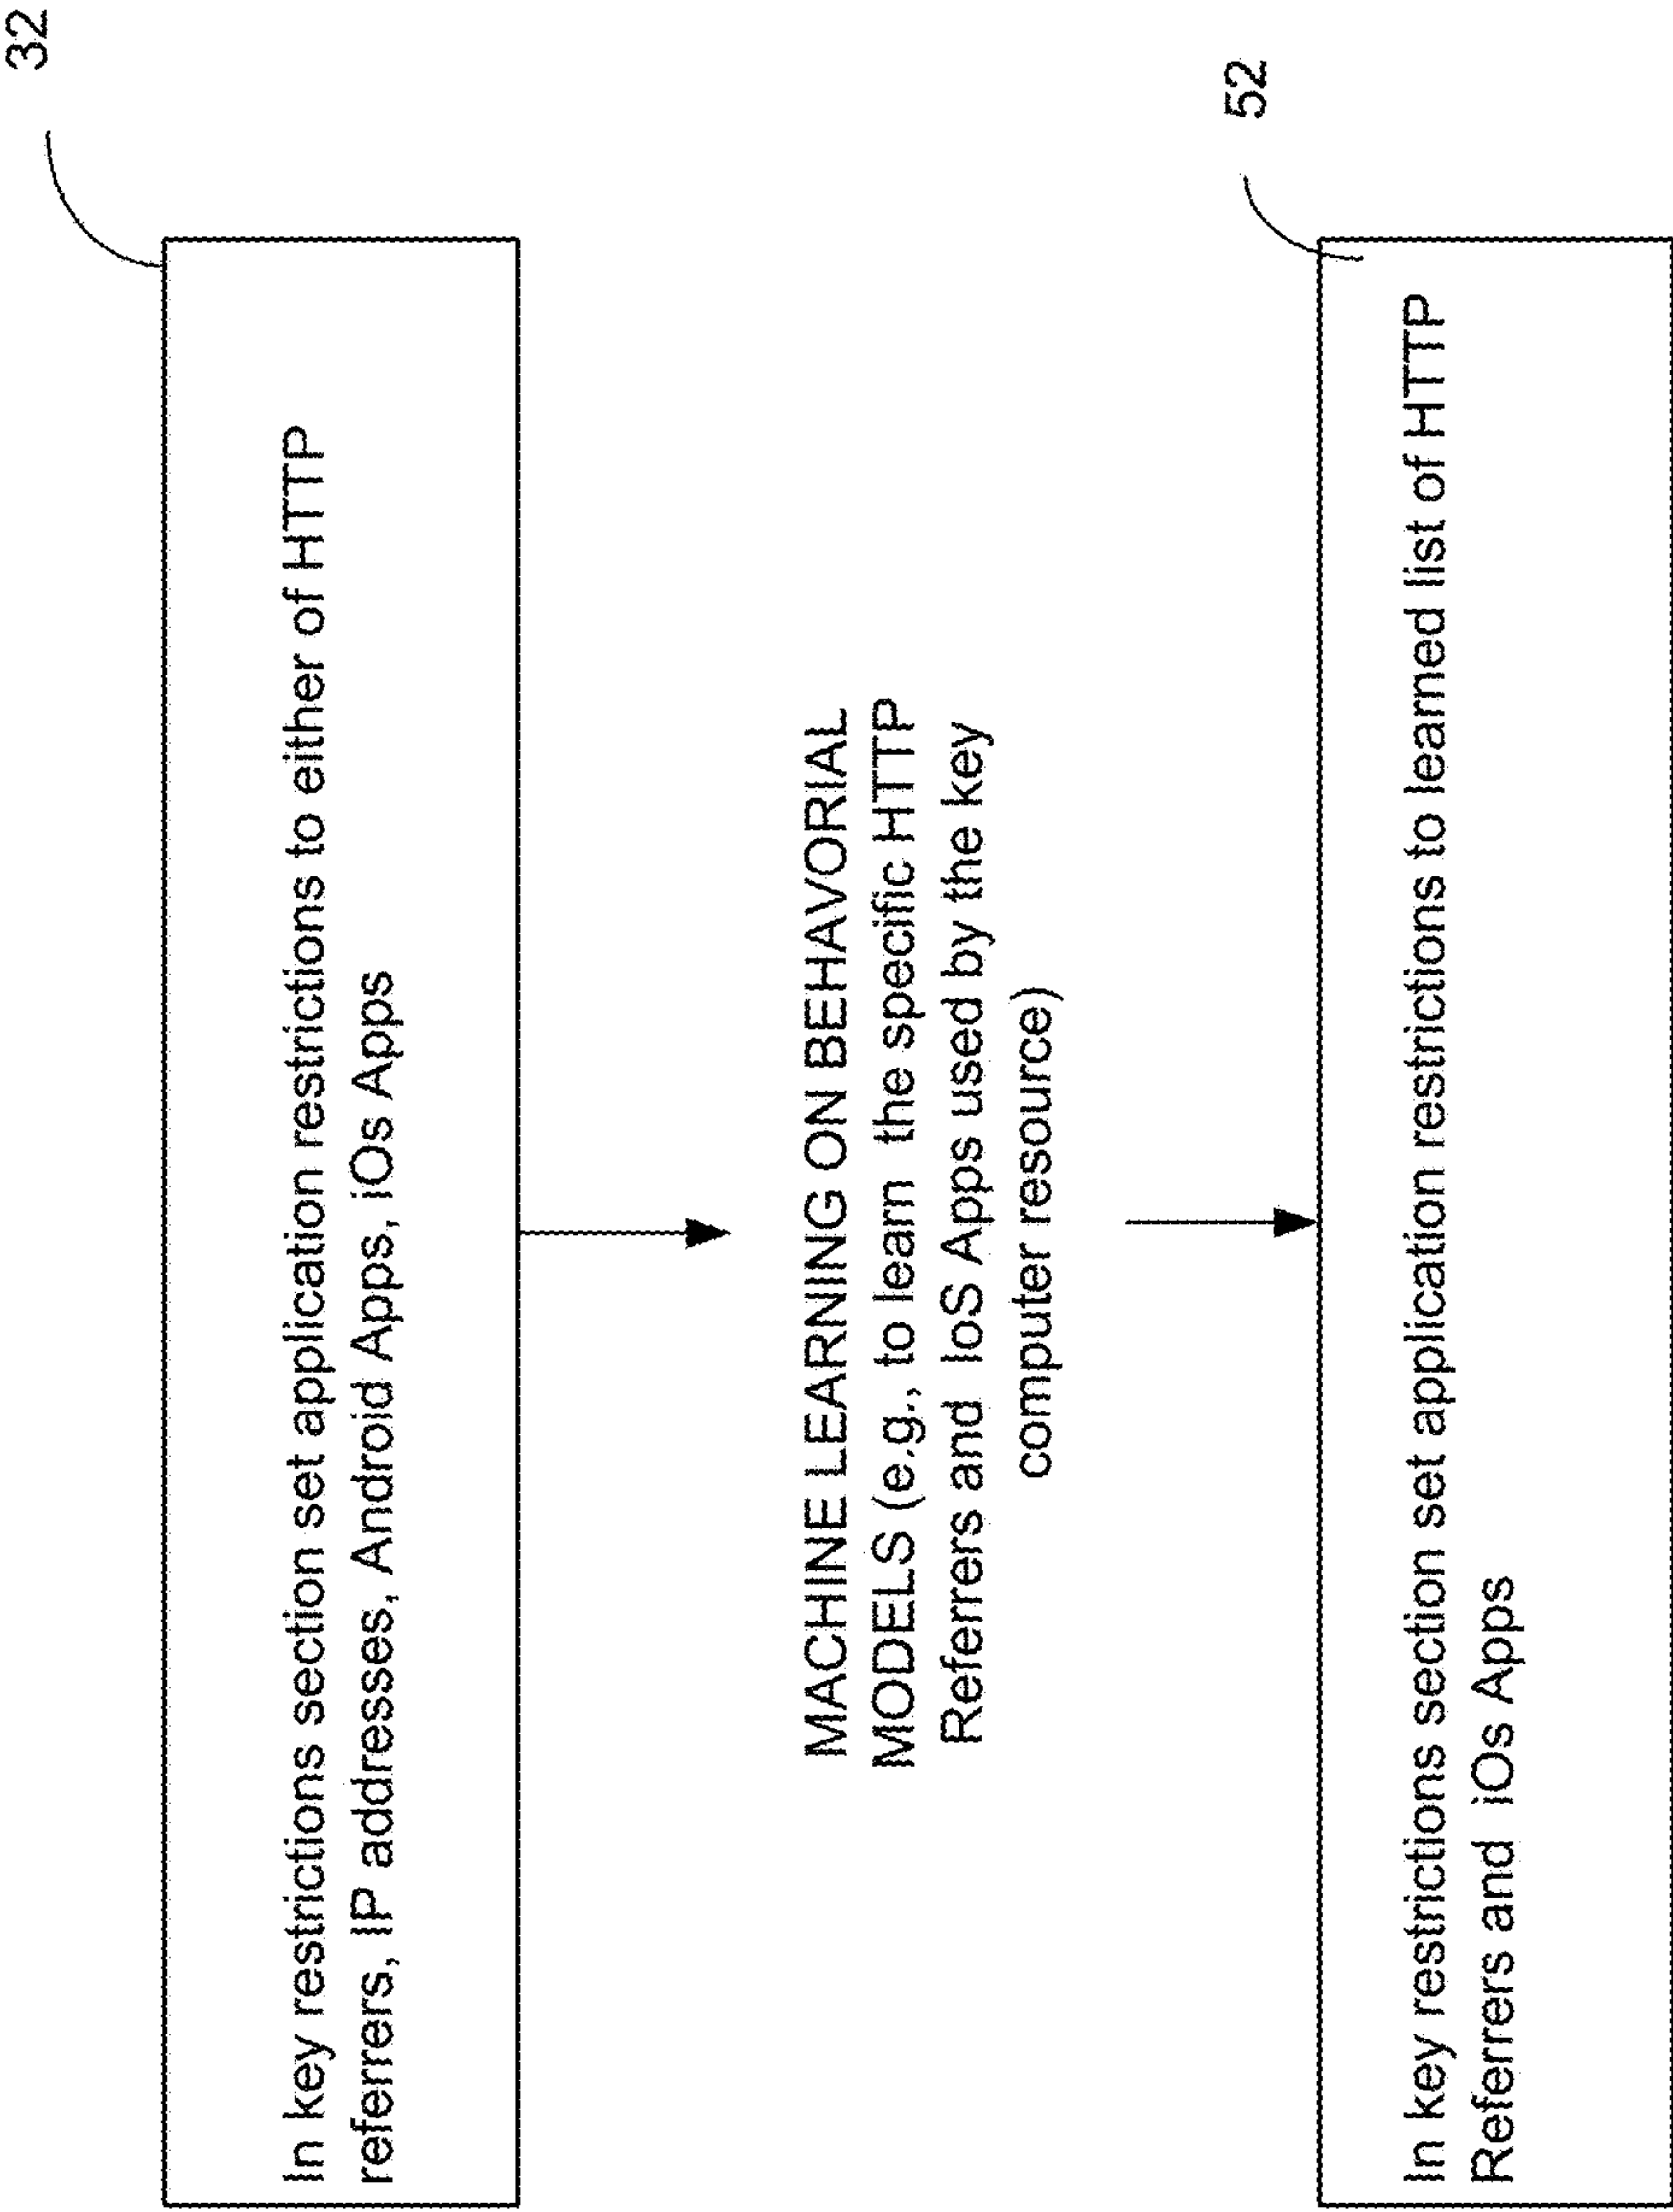 32
In key restrictions section set application restrictions to either of HTTP
referrers, IP addresses, Android Apps, iOs Apps
MACHINE LEARNING ON BEHAVORIAL
MODELS (e.g., to learn the specific HTTP
Referrers and IoS Apps used by the key
computer resource)
52
In key restrictions section set application restrictions to learned list of HTTP
Referrers and iOs Apps